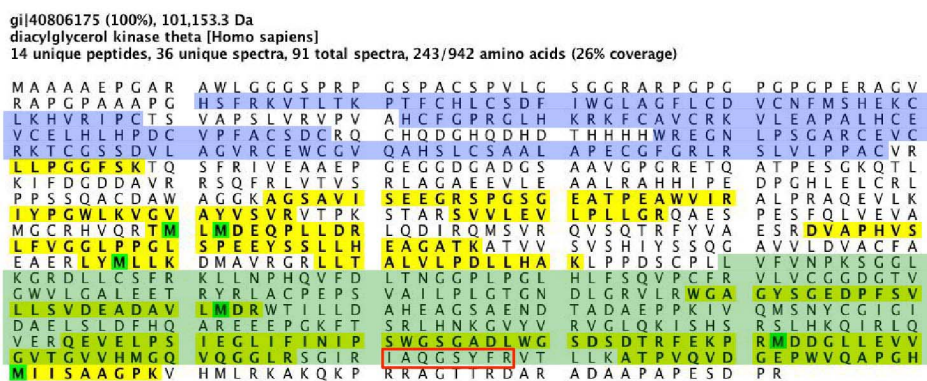 gi|40806175 (100%), 101,153.3 Da
diacylglycerol kinase theta [Homo sapiens]
14 unique peptides, 36 unique spectra, 91 total spectra, 243/942 amino acids (26% coverage)
MAAAAEPGAR AWLGGGSPRP GSPACSPVLG SGGRARPGPG PGPGPERAGV
RAPGPAAAPG HSFRKVTLTK PTFCHLCSDF IWGLAGFLCD VCNFMSHEKC
LKHVRIPCTS VAPSLVRVPV AHCFGPRGLH KRKFCAVCRK VLEAPALHCE
VCELHLHPDC VPFACSDCRQ CHQDGHQDHD THHHHWREGN LPSGARCEVC
RKTCGSSDVL AGVRCEWCGV QAHSLCSAAL APECGFGRLR SLVLPPACVR
LLPGGFSKTQ SFRIVEAAEP GEGGDGADGS AAVGPGRETQ ATPESGKQTL
KIFDGDDAVR RSQFRLVTVS RLAGAEEVLE AALRAHHIPE DPGHLELCRL
PPSSQACDAW AGGKAGSAVI SEEGRSPGSG EATPEAWVIR ALPRAQEVLK
IYPGWLKVGV AYVSVRVTPK STARSVVLEV LPLLGRQAES PESFQLVEVA
MGCRHVQRTM LMDEQPLLDR LQDIRQMSVR QVSQTRFYVA ESRDVAPHVS
LFVGGLPPGL SPEEYSSLLH EAGATKATVV SVSHIYSSQG AVVLDVACFA
EAERLYMLLK DMAVRGRLLT ALVLPDLLHA KLPPDSCPLL VFVNPKSGGL
KGRDLLCSFR KLLNPHQVFD LTNGGPLPGL HLFSQVPCFR VLVCGGDGTV
GWVLGALEET RYRLACPEPS VAILPLGTGN DLGRVLRWGA GYSGEDPFSV
LLSVDEADAV LMDRWTILLD AHEAGSAEND TADAEPPKIV QMSNYCGIGI
DAELSLDFHQ AREEEPGKFT SRLHNKGVYV RVGLQKISHS RSLHKQIRLQ
VERQEVELPS IEGLIFINIP SWGSGADLWG SDSDTRFEKP RMDDGLLEVV
GVTGVVHMGQ VQGGLRSGIR IAQGSYFRVT LLKATPVQVD GEPWVQAPGH
MIISAAGPKV HMLRKAKQKP RRAGTTRDAR ADAAPAPESD PR